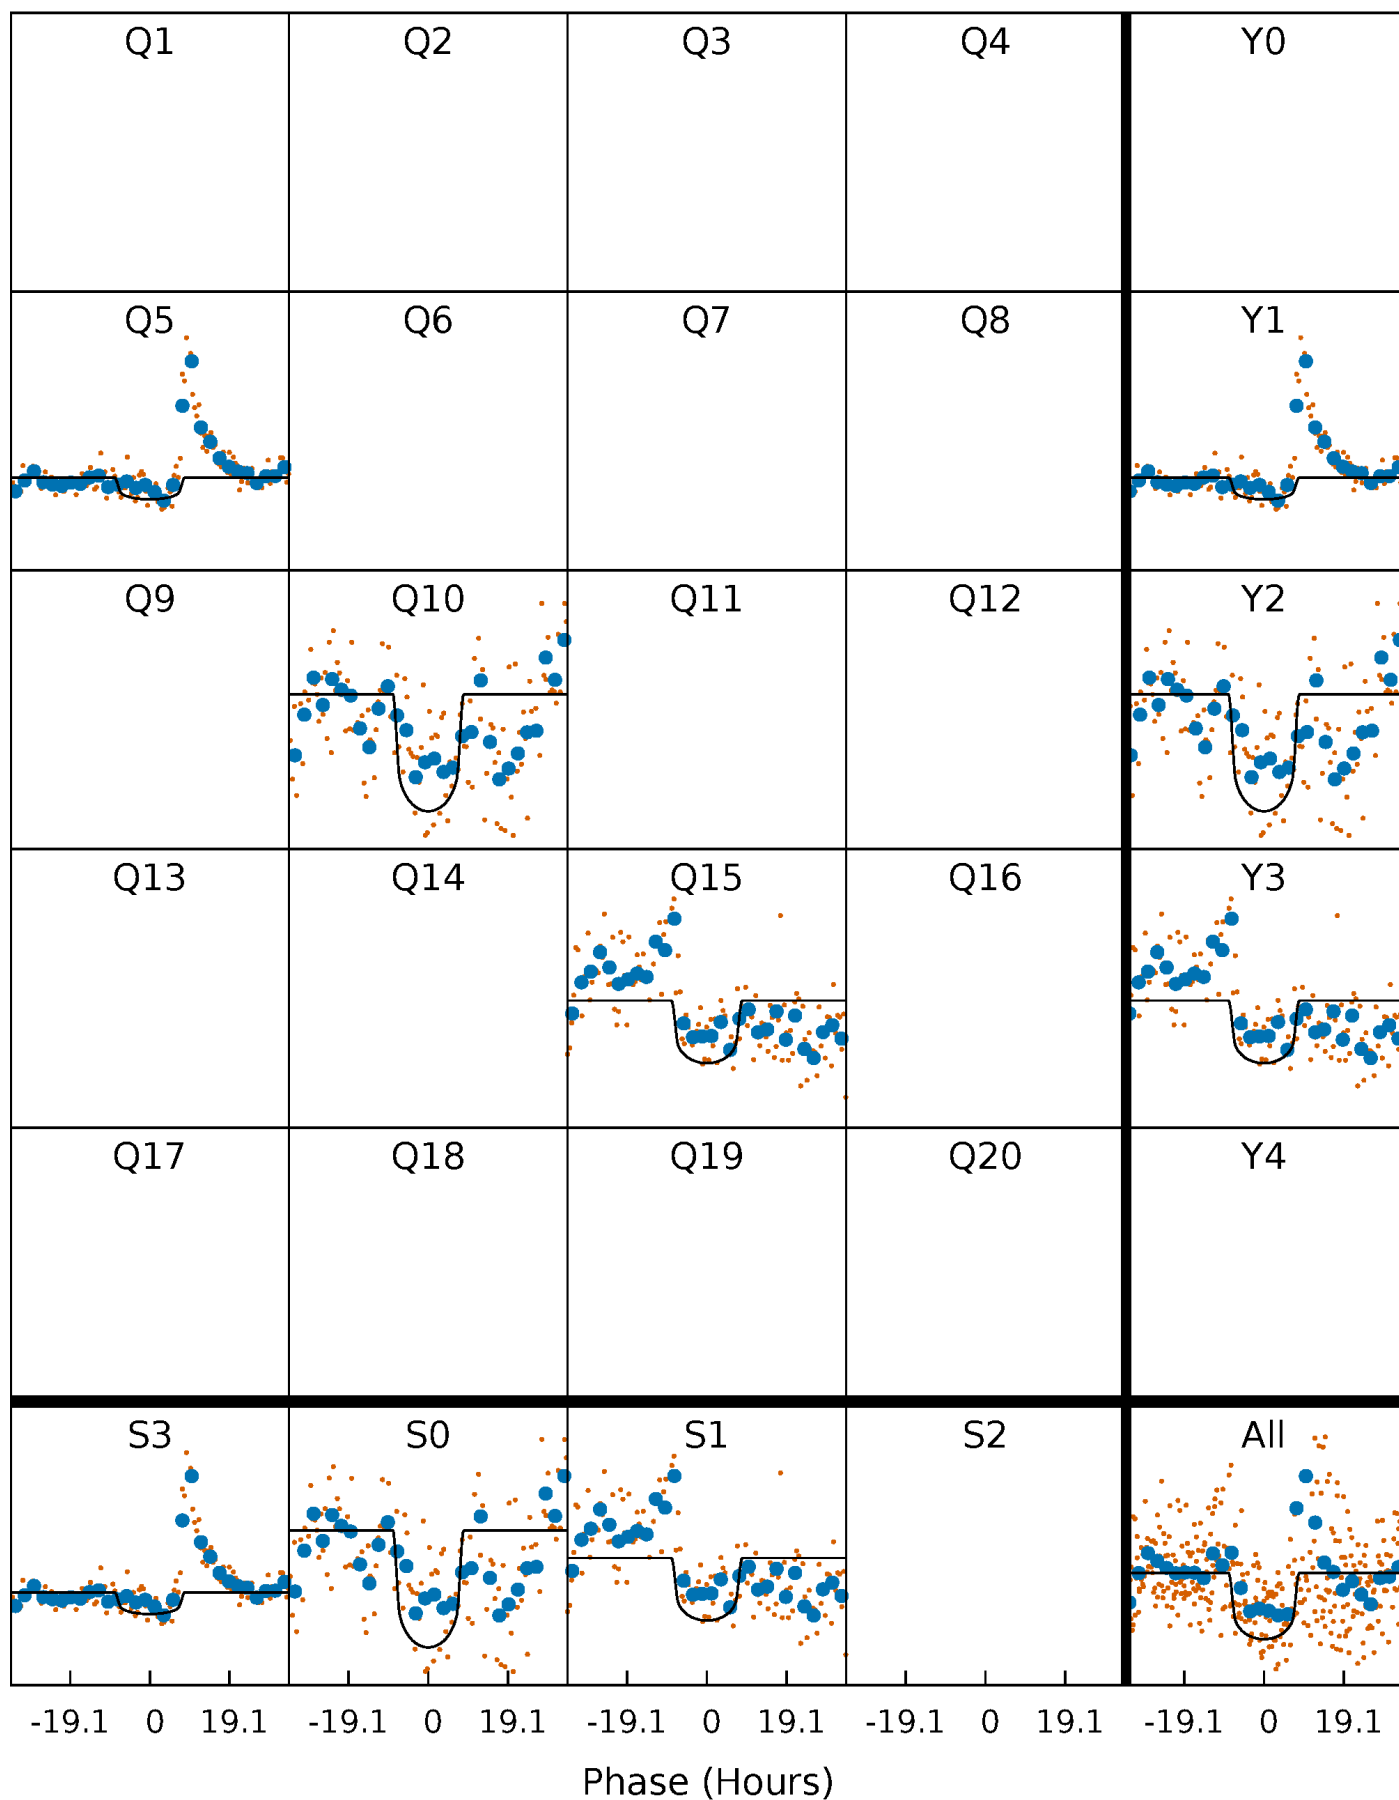 Q1 Q2 Q3 Q4 Y0
Q5 Q6 Q7 Q8 Y1
Q9 Q10 Q11 Q12 Y2
Q13 Q14 Q15 Q16 Y3
Q17 Q18 Q19 Q20 Y4
S3 S0 S1 S2 All
-19.1 0 19.1 -19.1 0 19.1 -19.1 0 19.1 -19.1 0 19.1 -19.1 0 19.1
Phase (Hours)